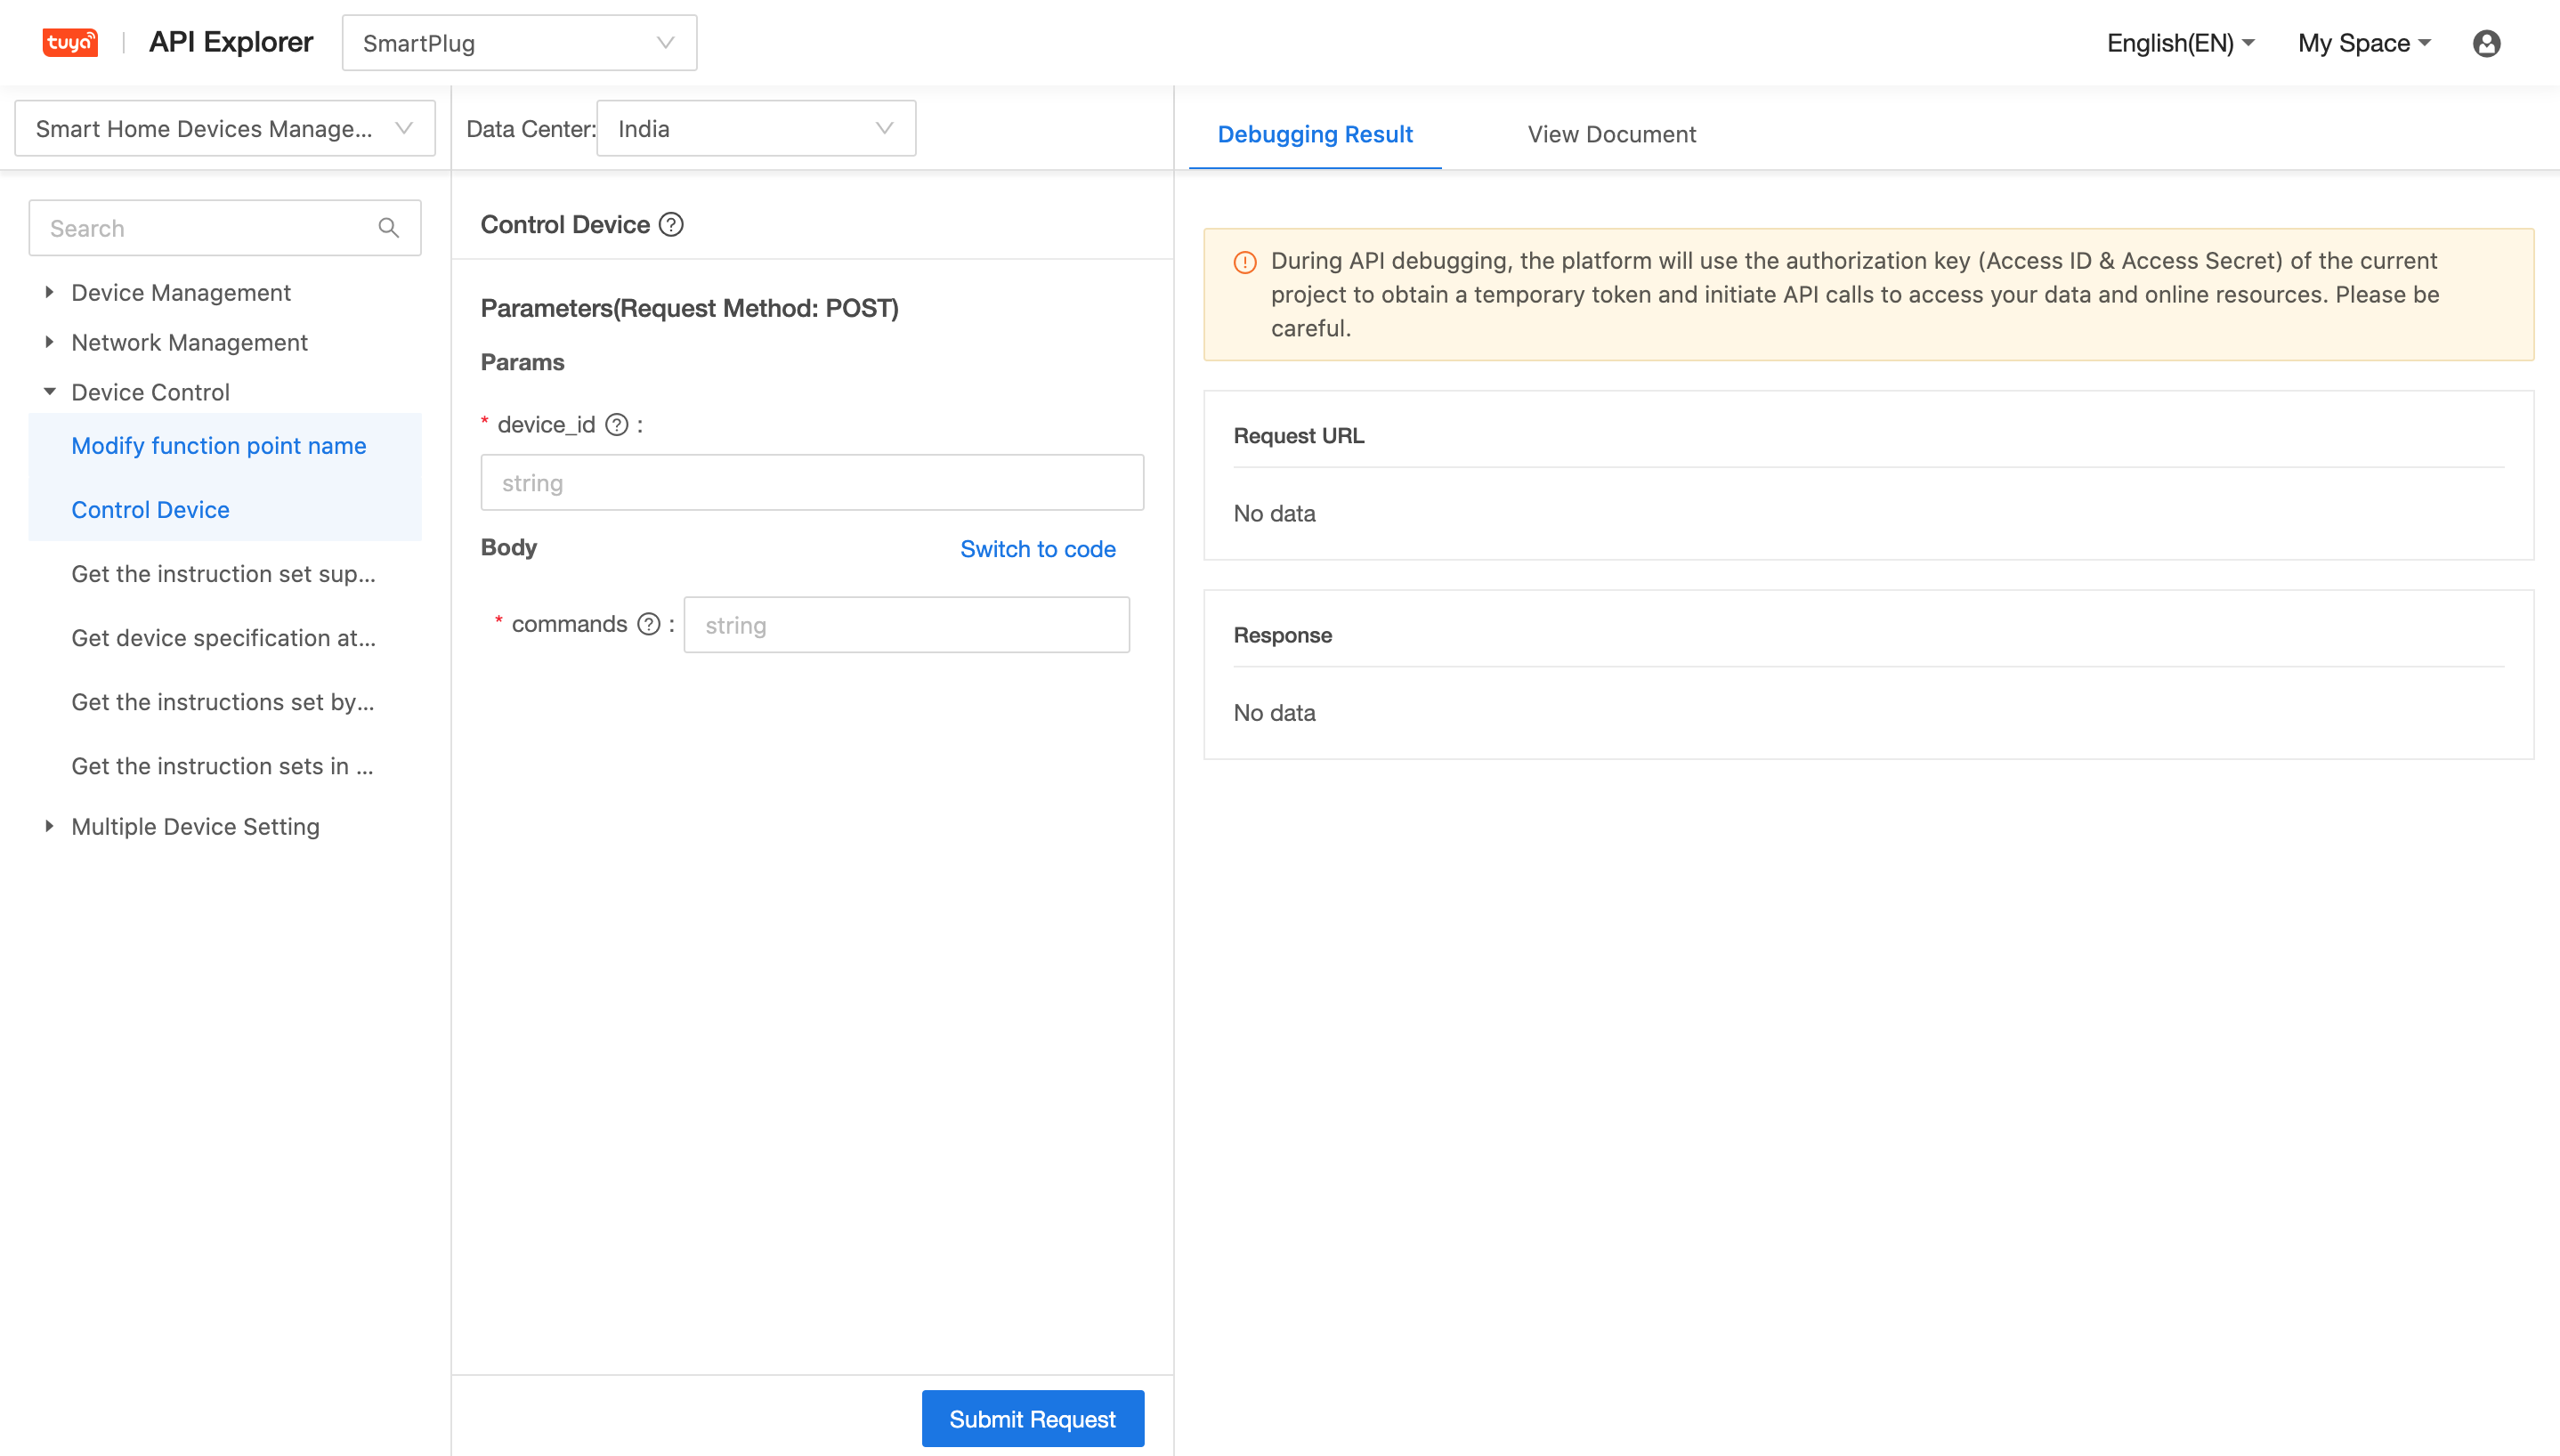 tuya
API Explorer
SmartPlug
English(EN)
My Space
Smart Home Devices Manage...
Data Center:
India
Debugging Result
View Document
Search
Device Management
Network Management
Device Control
Modify function point name
Control Device
Get the instruction set sup...
Get device specification at...
Get the instructions set by...
Get the instruction sets in ...
Multiple Device Setting
Control Device ?
Parameters(Request Method: POST)
Params
* device_id ? :
string
Body
Switch to code
* commands ? :
string
Submit Request
During API debugging, the platform will use the authorization key (Access ID & Access Secret) of the current
project to obtain a temporary token and initiate API calls to access your data and online resources. Please be
careful.
Request URL
No data
Response
No data